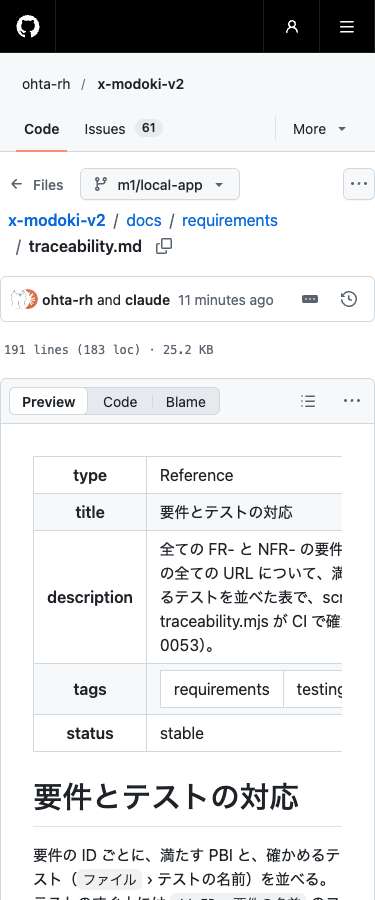 ohta-rh / x-modoki-v2
Code Issues 61 More
Files m1/local-app
x-modoki-v2 / docs / requirements
/ traceability.md
ohta-rh and claude 11 minutes ago
191 lines (183 loc) · 25.2 KB
Preview Code Blame
type Reference
title 要件とテストの対応
全ての FR- と NFR- の要件
の全ての URL について、満
description るテストを並べた表で、scr
traceability.mjs が CI で確
0053)。
tags requirements testing
status stable
要件とテストの対応
要件の ID ごとに、満たす PBI と、確かめるテ
スト（ ファイル › テストの名前）を並べる。